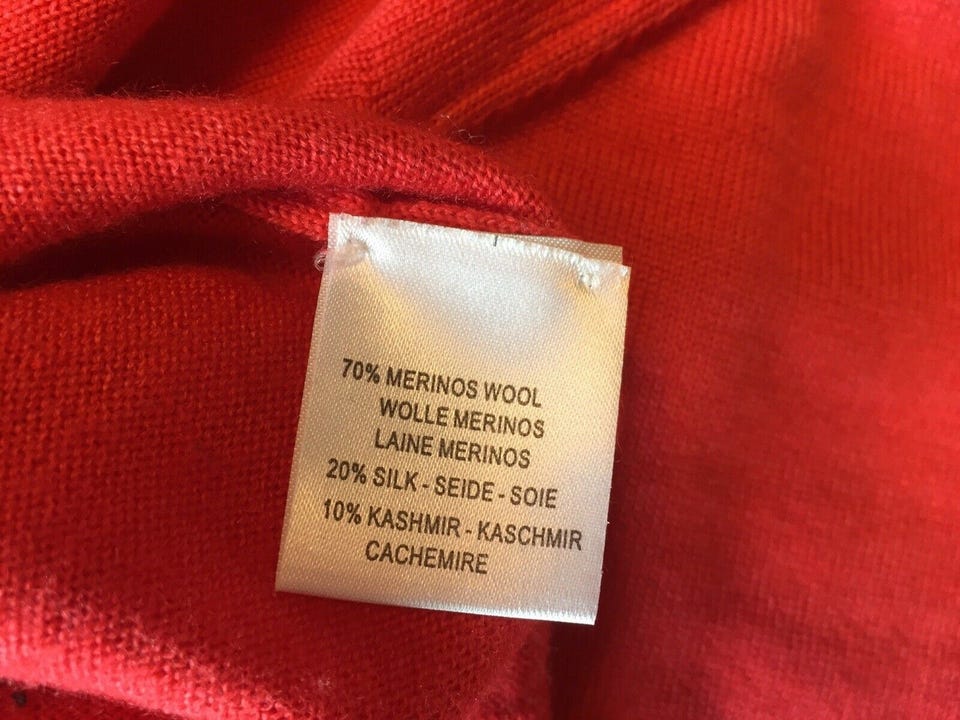 70% MERINOS WOOL
WOLLE MERINOS
LAINE MERINOS
20% SILK - SEIDE - SOIE
10% KASHMIR - KASCHMIR
CACHEMIRE